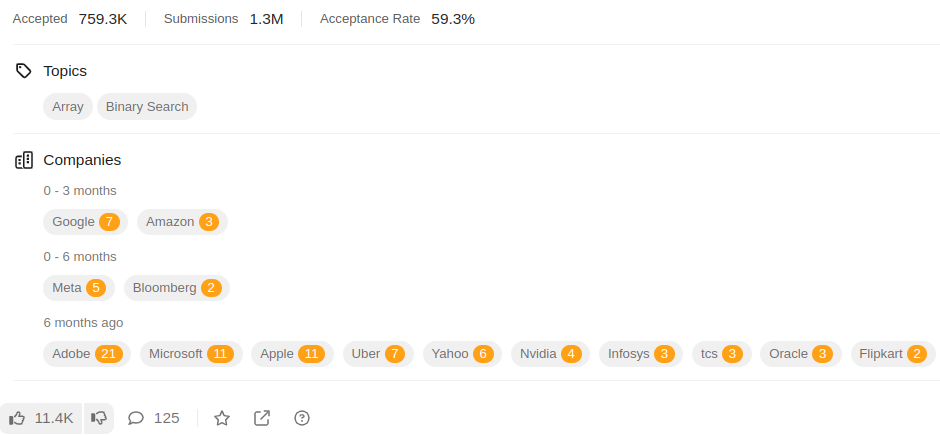 Accepted 759.3K Submissions 1.3M Acceptance Rate 59.3%
Topics
Array Binary Search
Companies
0 - 3 months
Google 7 Amazon 3
0 - 6 months
Meta 5 Bloomberg 2
6 months ago
Adobe 21 Microsoft 11 Apple 11 Uber 7 Yahoo 6 Nvidia 4 Infosys 3 tcs 3 Oracle 3 Flipkart 2
11.4K 125